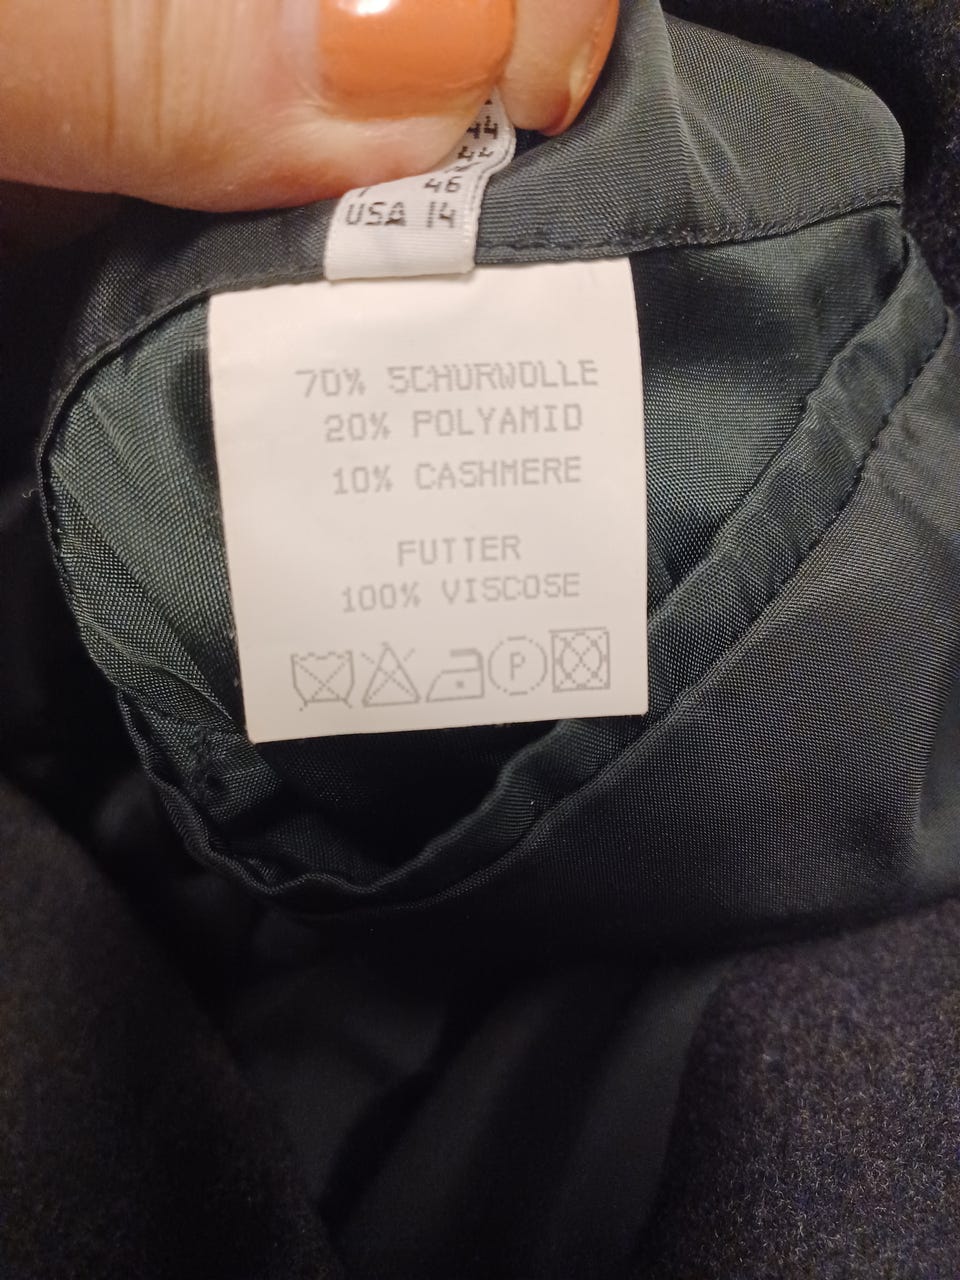 46
USA 14
70% SCHURWOLLE
20% POLYAMID
10% CASHMERE
FUTTER
100% VISCOSE
P